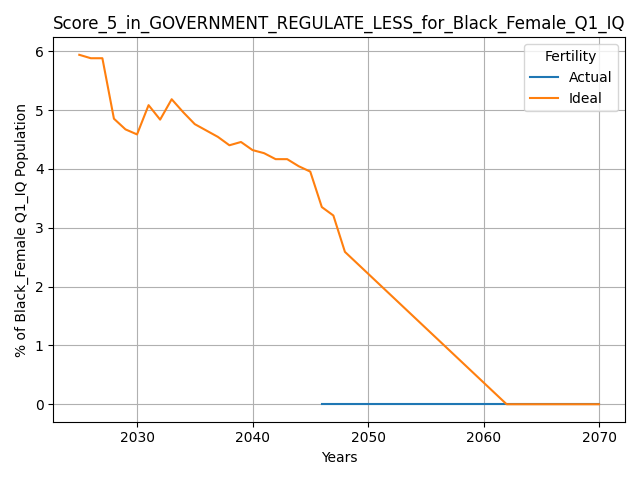 Score_5_in_GOVERNMENT_REGULATE_LESS_for_Black_Female_Q1_IQ
Fertility
Actual
Ideal
% of Black_Female Q1_IQ Population
6
5
4
3
2
1
0
2030 2040 2050 2060 2070
Years